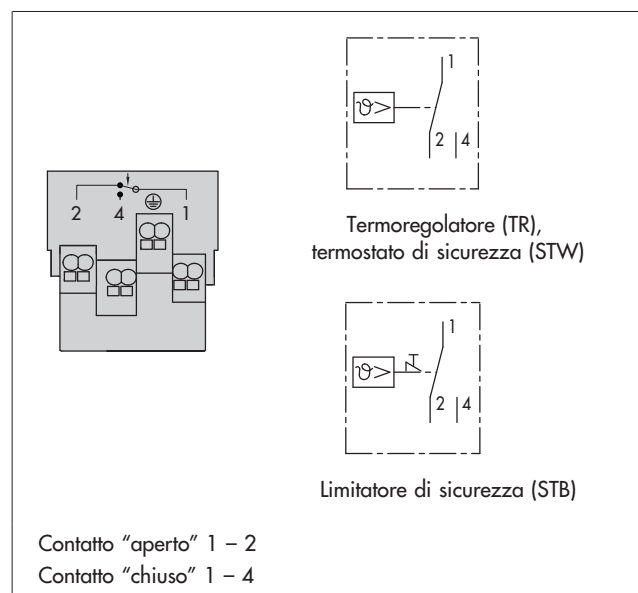 1
ϑ>
2 4
2 4 1
Termoregolatore (TR),
termostato di sicurezza (STW)
1
ϑ>
2 4
Limitatore di sicurezza (STB)
Contatto “aperto” 1 – 2
Contatto “chiuso” 1 – 4